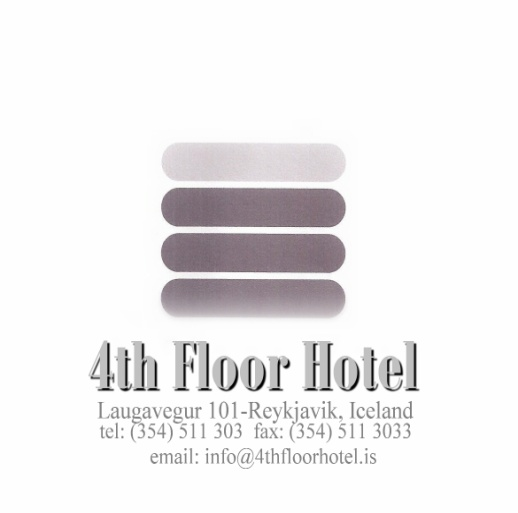 4th Floor Hotel
Laugavegur 101-Reykjavik, Iceland
tel: (354) 511 303 fax: (354) 511 3033
email: info@4thfloorhotel.is